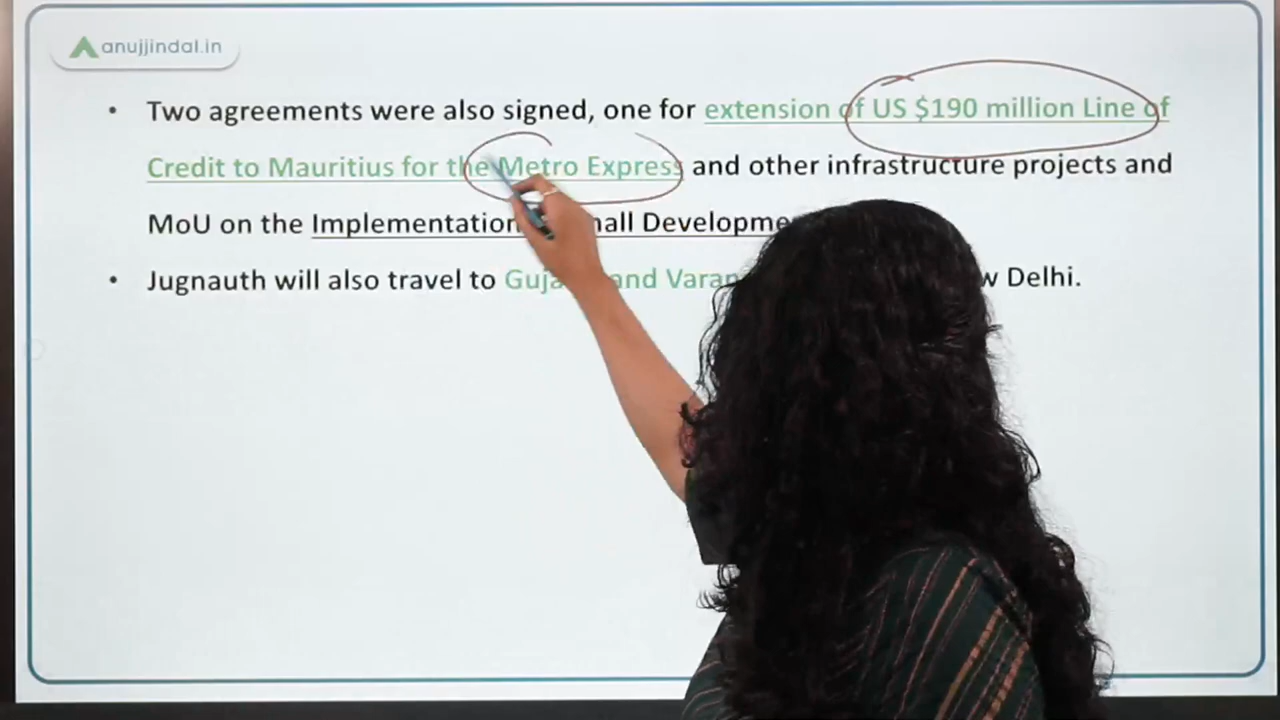 anujjindal.in
• Two agreements were also signed, one for extension of US $190 million Line of
Credit to Mauritius for the Metro Express and other infrastructure projects and
MoU on the Implementation Developme
• Jugnauth will also travel to and Delhi.